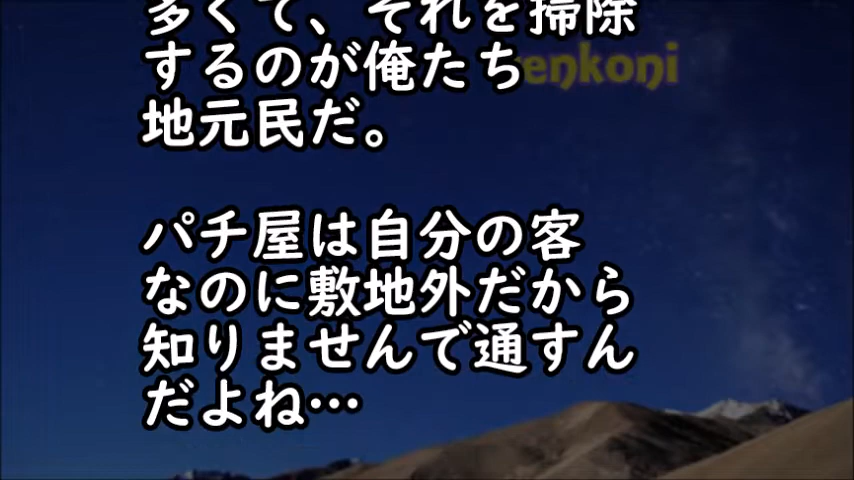 多くて、それを掃除
するのが俺たち
enkoni
地元民だ。
パチ屋は自分の客
なのに敷地外だから
知りませんで通すん
だよね…